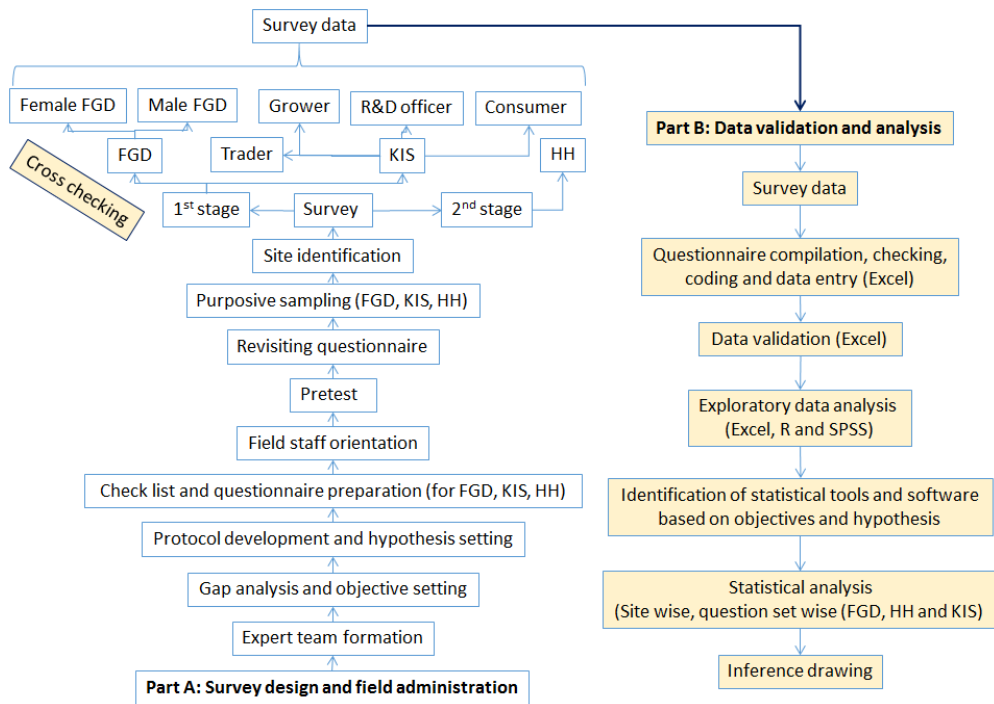 Survey data
Female FGD
Male FGD
Grower
R&D officer
Consumer
FGD
Trader
KIS
HH
Cross checking
1st stage
Survey
2nd stage
Site identification
Purposive sampling (FGD, KIS, HH)
Revisiting questionnaire
Pretest
Field staff orientation
Check list and questionnaire preparation (for FGD, KIS, HH)
Protocol development and hypothesis setting
Gap analysis and objective setting
Expert team formation
Part A: Survey design and field administration
Part B: Data validation and analysis
Survey data
Questionnaire compilation, checking,
coding and data entry (Excel)
Data validation (Excel)
Exploratory data analysis
(Excel, R and SPSS)
Identification of statistical tools and software
based on objectives and hypothesis
Statistical analysis
(Site wise, question set wise (FGD, HH and KIS)
Inference drawing